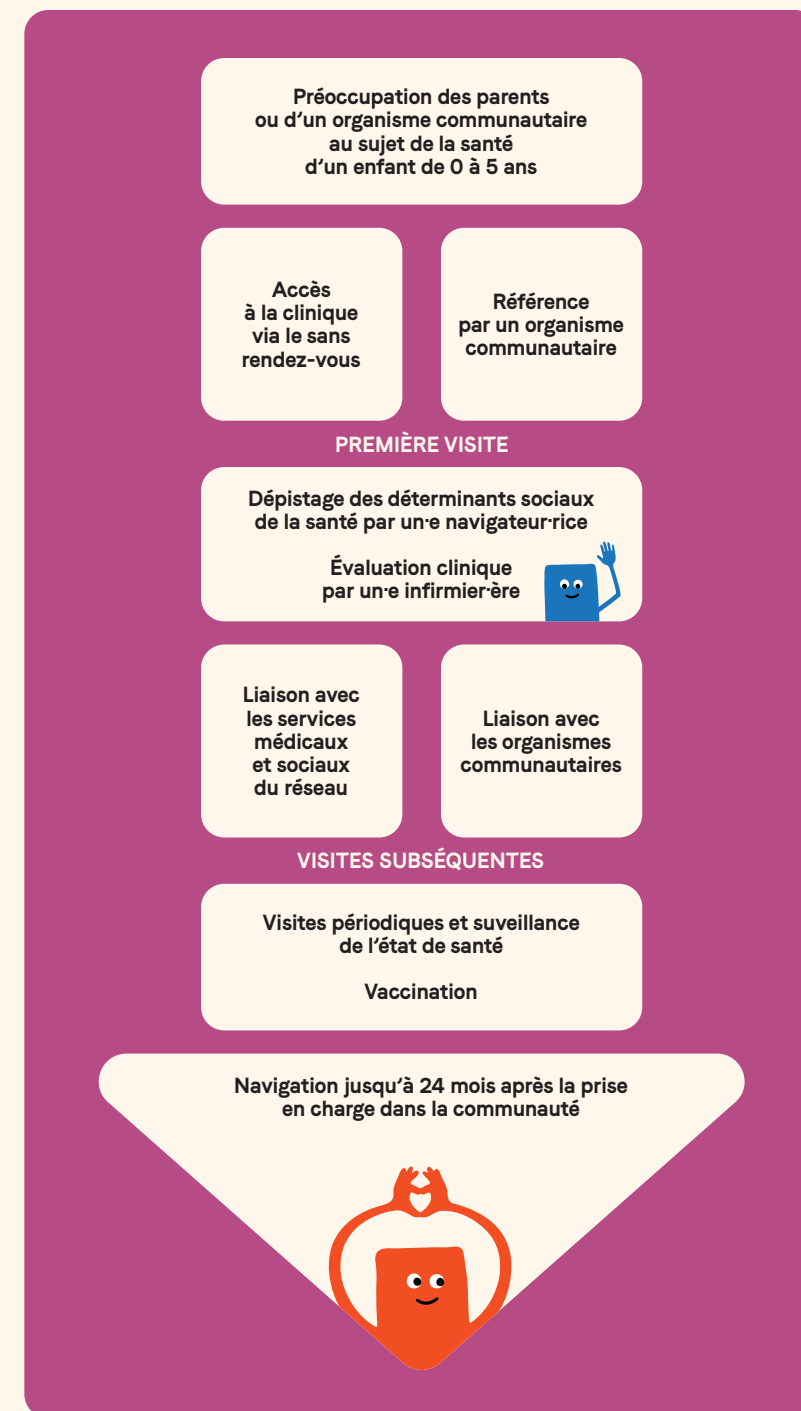 Préoccupation des parents
ou d’un organisme communautaire
au sujet de la santé
d’un enfant de 0 à 5 ans
Accès
à la clinique
via le sans
rendez-vous
Référence
par un organisme
communautaire
PREMIÈRE VISITE
Dépistage des déterminants sociaux
de la santé par un·e navigateur·rice
Évaluation clinique
par un·e infirmier·ère
Liaison avec
les services
médicaux
et sociaux
du réseau
Liaison avec
les organismes
communautaires
VISITES SUBSÉQUENTES
Visites périodiques et suveillance
de l’état de santé
Vaccination
Navigation jusqu’à 24 mois après la prise
en charge dans la communauté